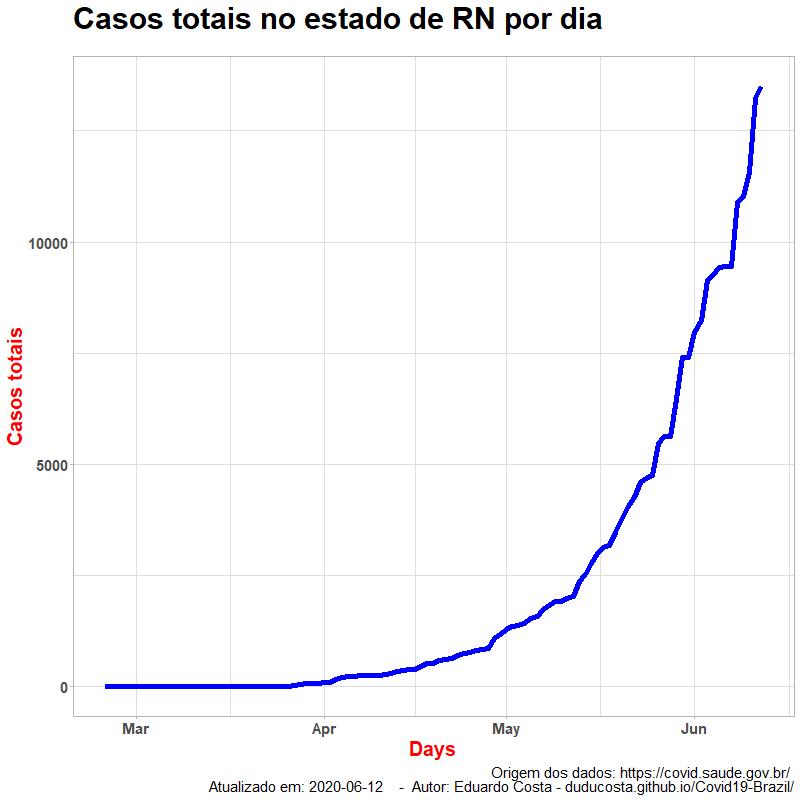 Casos totais no estado de RN por dia
Casos totais
10000
5000
0
Mar Apr May Jun
Days
Origem dos dados: https://covid.saude.gov.br/
Atualizado em: 2020-06-12 - Autor: Eduardo Costa - duducosta.github.io/Covid19-Brazil/